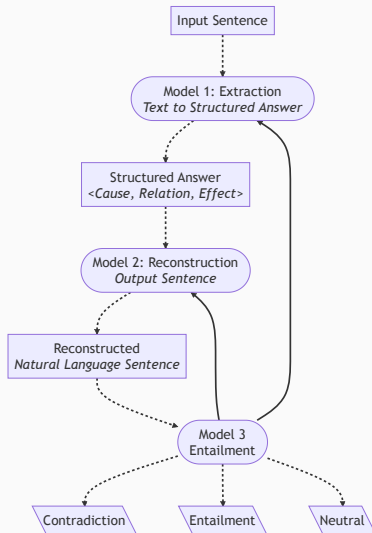 Input Sentence
Model 1: Extraction
Text to Structured Answer
Structured Answer
<Cause, Relation, Effect>
Model 2: Reconstruction
Output Sentence
Reconstructed
Natural Language Sentence
Model 3
Entailment
Contradiction
Entailment
Neutral